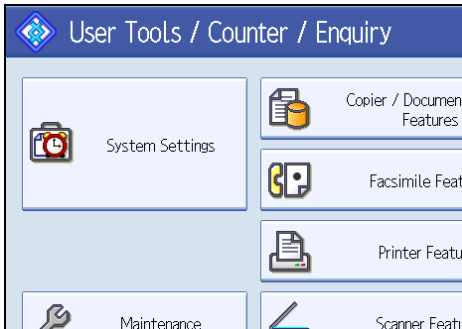 User Tools / Counter / Enquiry
System Settings
Copier / Documen
Features
Facsimile Feat
Printer Featu
Maintenance
Scanner Featu